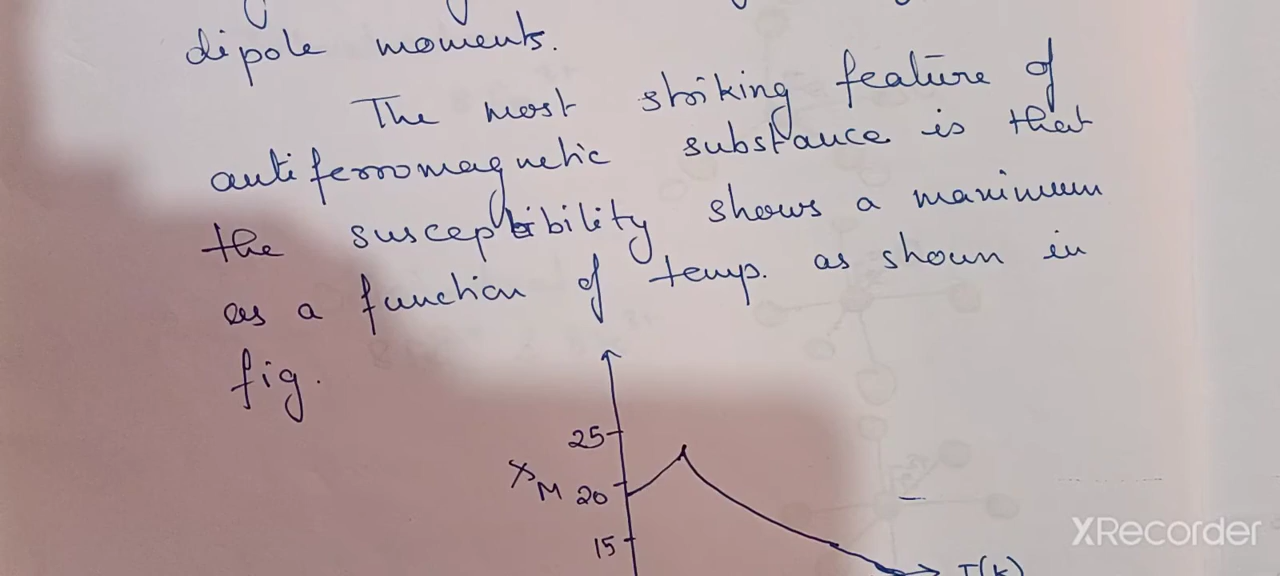 dipole moments.
The most striking feature of
antiferromagnetic substance is that
the susceptibility shows a maximum
as a function of temp. as shown in
fig.
25
χM 20
15
T(K)
XRecorder